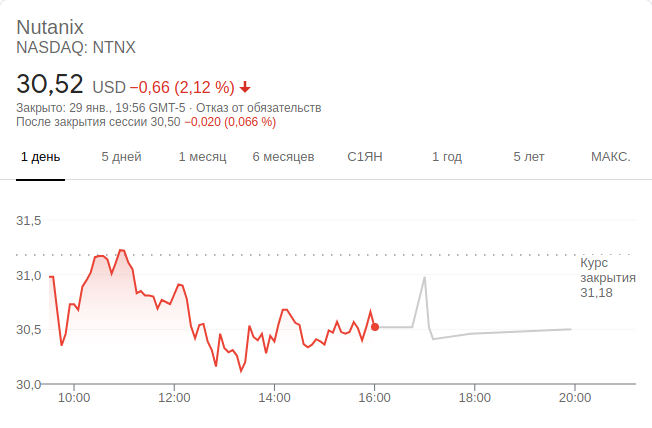 Nutanix
NASDAQ: NTNX
30,52 USD −0,66 (2,12 %)
Закрыто: 29 янв., 19:56 GMT-5 · Отказ от обязательств
После закрытия сессии 30,50 −0,020 (0,066 %)
1 день 5 дней 1 месяц 6 месяцев С1ЯН 1 год 5 лет МАКС.
31,5
31,0
30,5
30,0
Курс
закрытия
31,18
10:00 12:00 14:00 16:00 18:00 20:00